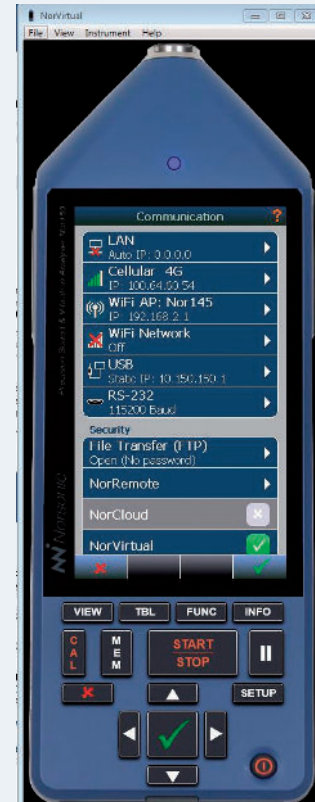 NorVirtual
File View Instrument Help
Communication ?
LAN
Auto IP: 0.0.0.0
Cellular 4G
IP: 100.64.60.54
WiFi AP: Nor145
IP: 192.168.2.1
WiFi Network
Off
USB
Static IP: 10.150.150.1
RS-232
115200 Baud
Security
File Transfer (FTP)
Open (No password)
NorRemote
NorCloud
NorVirtual
Norsonic
VIEW TBL FUNC INFO
CAL
MEM
START
STOP
SETUP